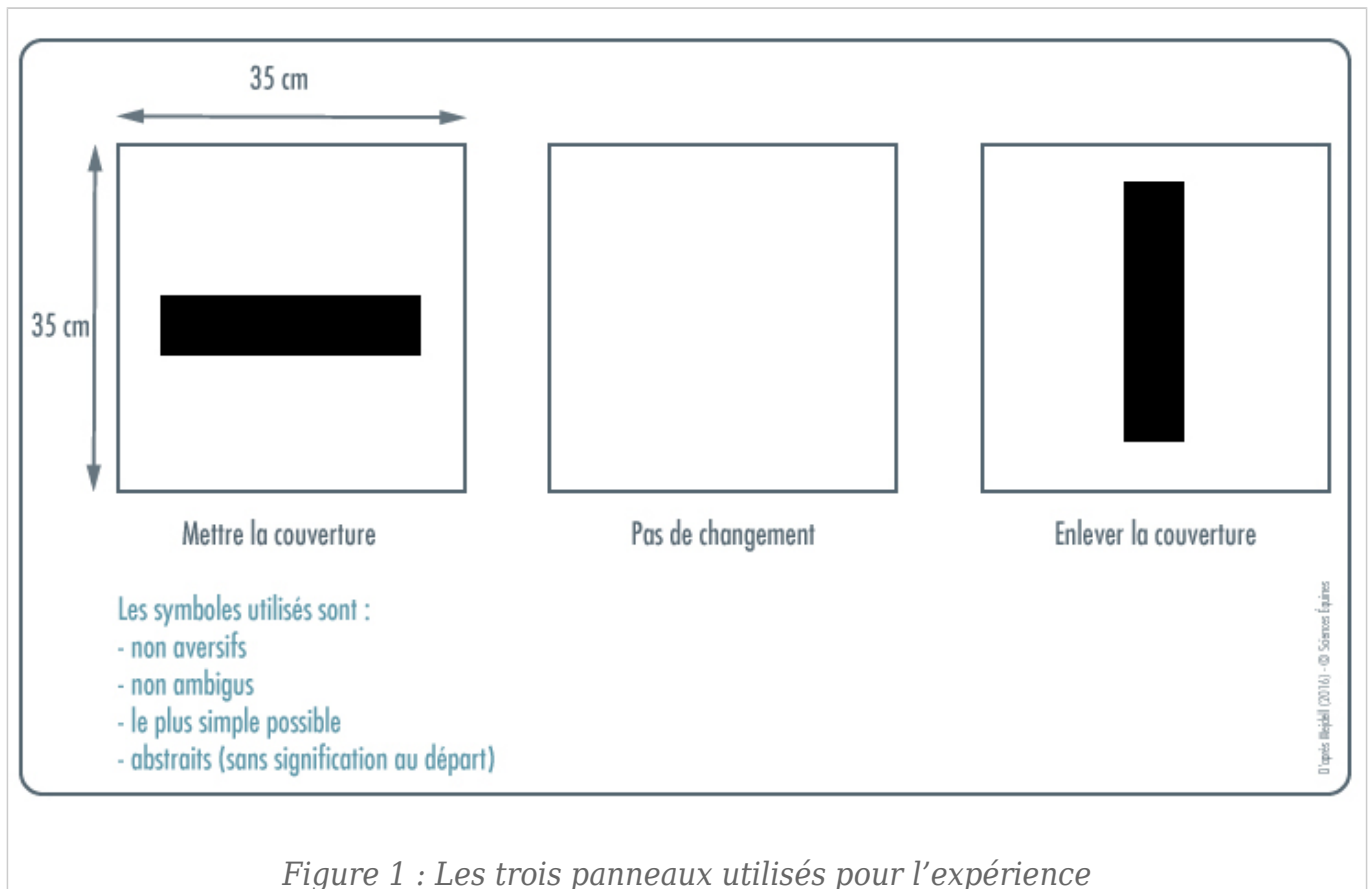 35 cm
35 cm
Mettre la couverture
Pas de changement
Enlever la couverture
Les symboles utilisés sont :
- non aversifs
- non ambigus
- le plus simple possible
- abstraits (sans signification au départ)
D'après Mejdell (2016) - © Sciences Équines
Figure 1 : Les trois panneaux utilisés pour l'expérience